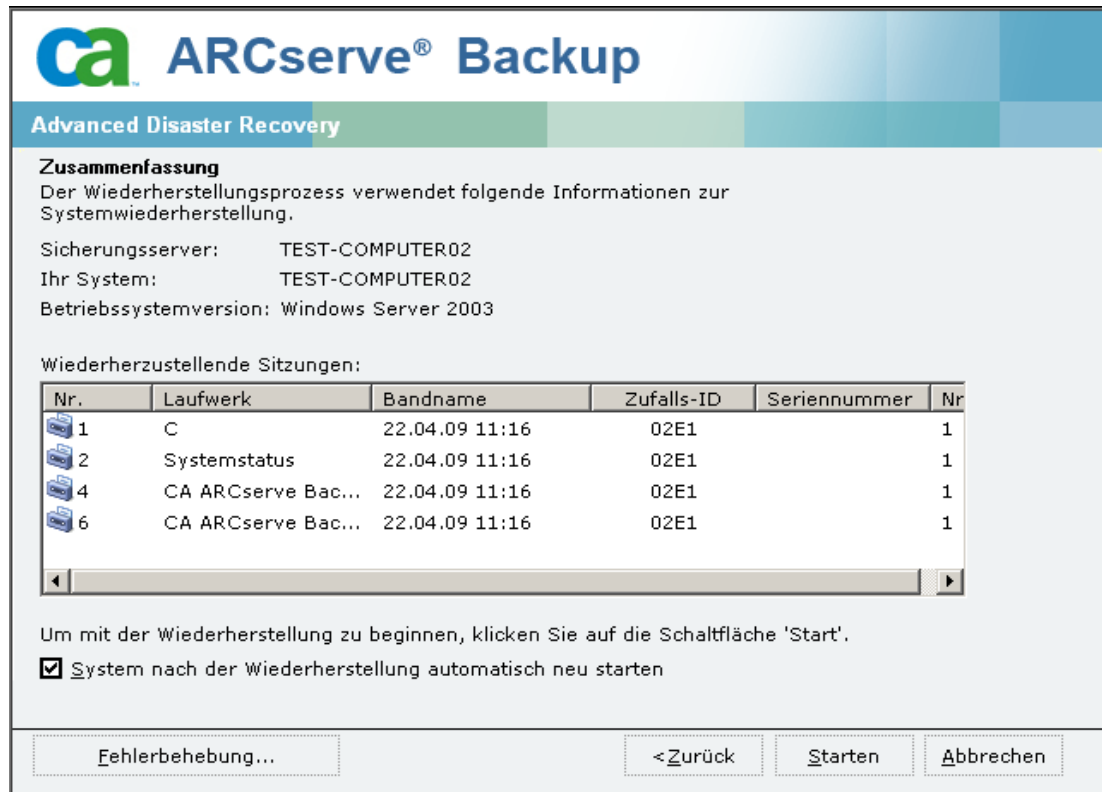 ca ARCserve® Backup
Advanced Disaster Recovery
Zusammenfassung
Der Wiederherstellungsprozess verwendet folgende Informationen zur
Systemwiederherstellung.
Sicherungsserver: TEST-COMPUTER02
Ihr System: TEST-COMPUTER02
Betriebssystemversion: Windows Server 2003
Wiederherzustellende Sitzungen:
Nr. Laufwerk Bandname Zufalls-ID Seriennummer Nr
1 C 22.04.09 11:16 02E1 1
2 Systemstatus 22.04.09 11:16 02E1 1
4 CA ARCserve Bac... 22.04.09 11:16 02E1 1
6 CA ARCserve Bac... 22.04.09 11:16 02E1 1
Um mit der Wiederherstellung zu beginnen, klicken Sie auf die Schaltfläche 'Start'.
System nach der Wiederherstellung automatisch neu starten
Fehlerbehebung... <Zurück Starten Abbrechen